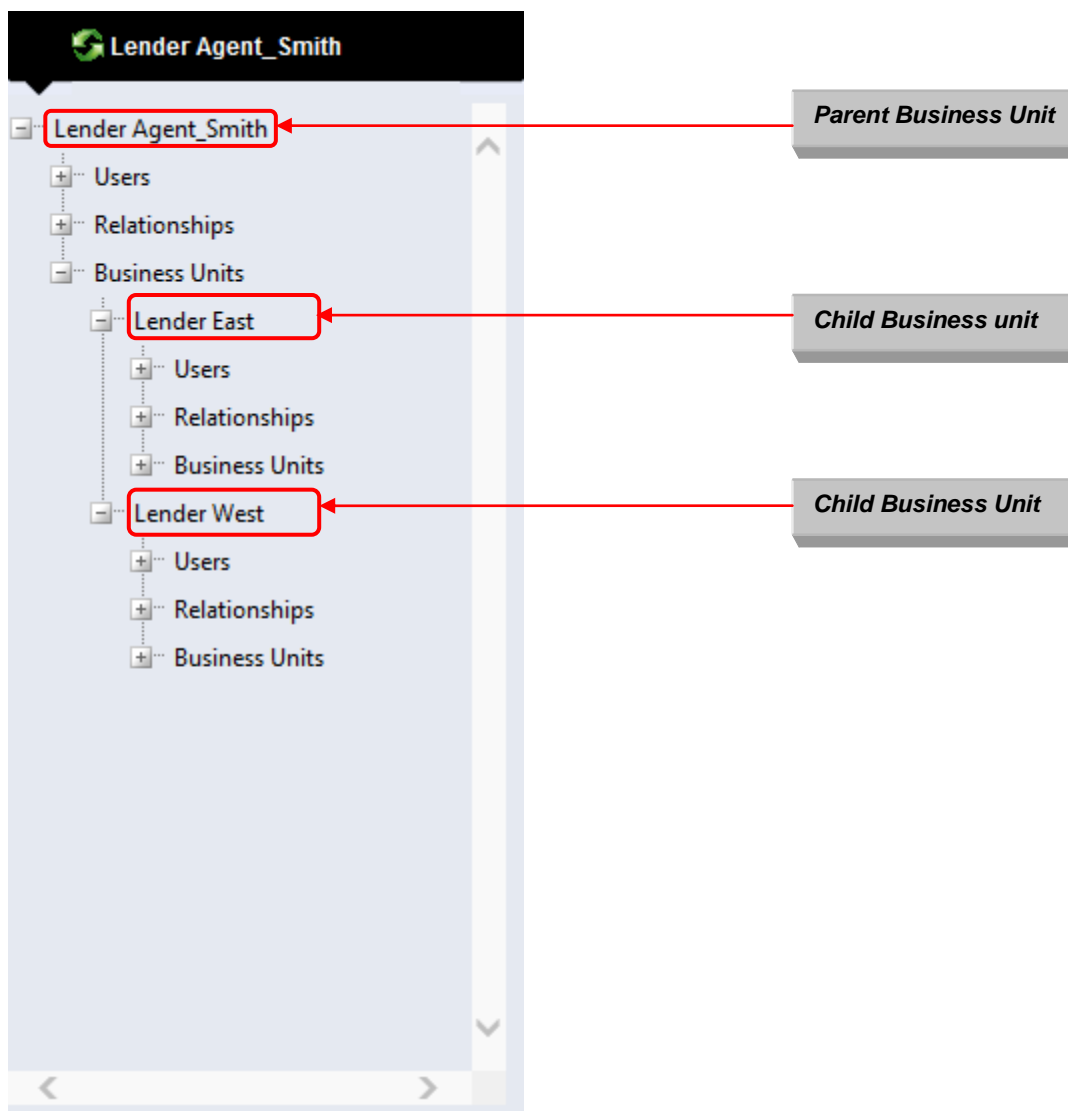 Lender Agent_Smith
Lender Agent_Smith
Parent Business Unit
Users
Relationships
Business Units
Lender East
Child Business unit
Users
Relationships
Business Units
Lender West
Child Business Unit
Users
Relationships
Business Units